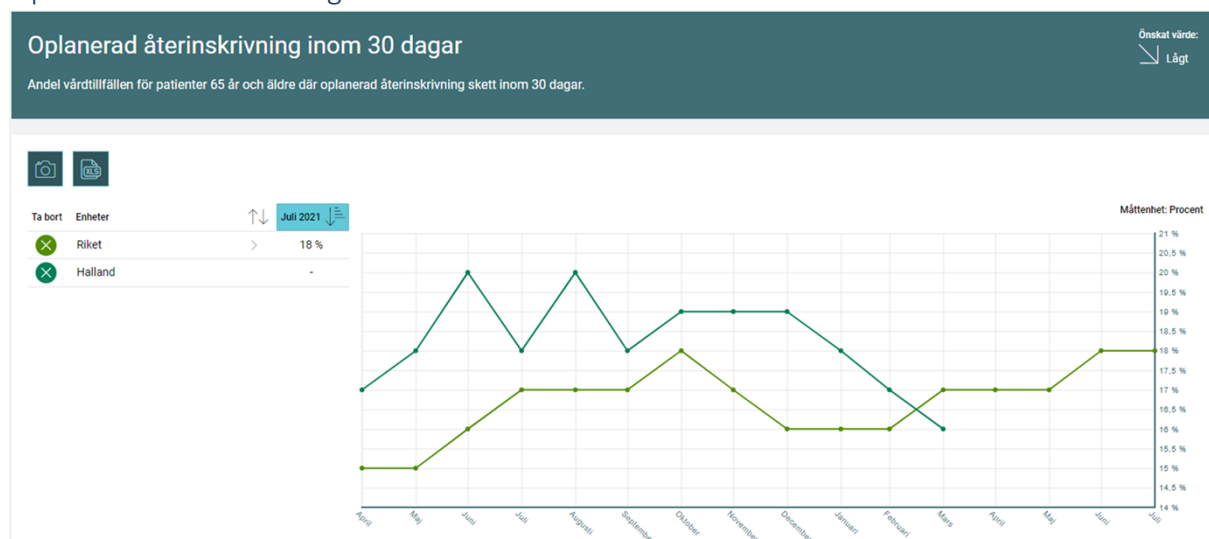 Oplanerad återinskrivning inom 30 dagar
Önskat värde:
Lågt
Andel vårdtillfällen för patienter 65 år och äldre där oplanerad återinskrivning skett inom 30 dagar.
XLS
Ta bort Enheter Juli 2021
Riket 18 %
Halland -
Måttenhet: Procent
21 %
20,5 %
20 %
19,5 %
19 %
18,5 %
18 %
17,5 %
17 %
16,5 %
16 %
15,5 %
15 %
14,5 %
14 %
April
Maj
Juni
Juli
Augusti
September
Oktober
November
December
Januari
Februari
Mars
April
Maj
Juni
Juli